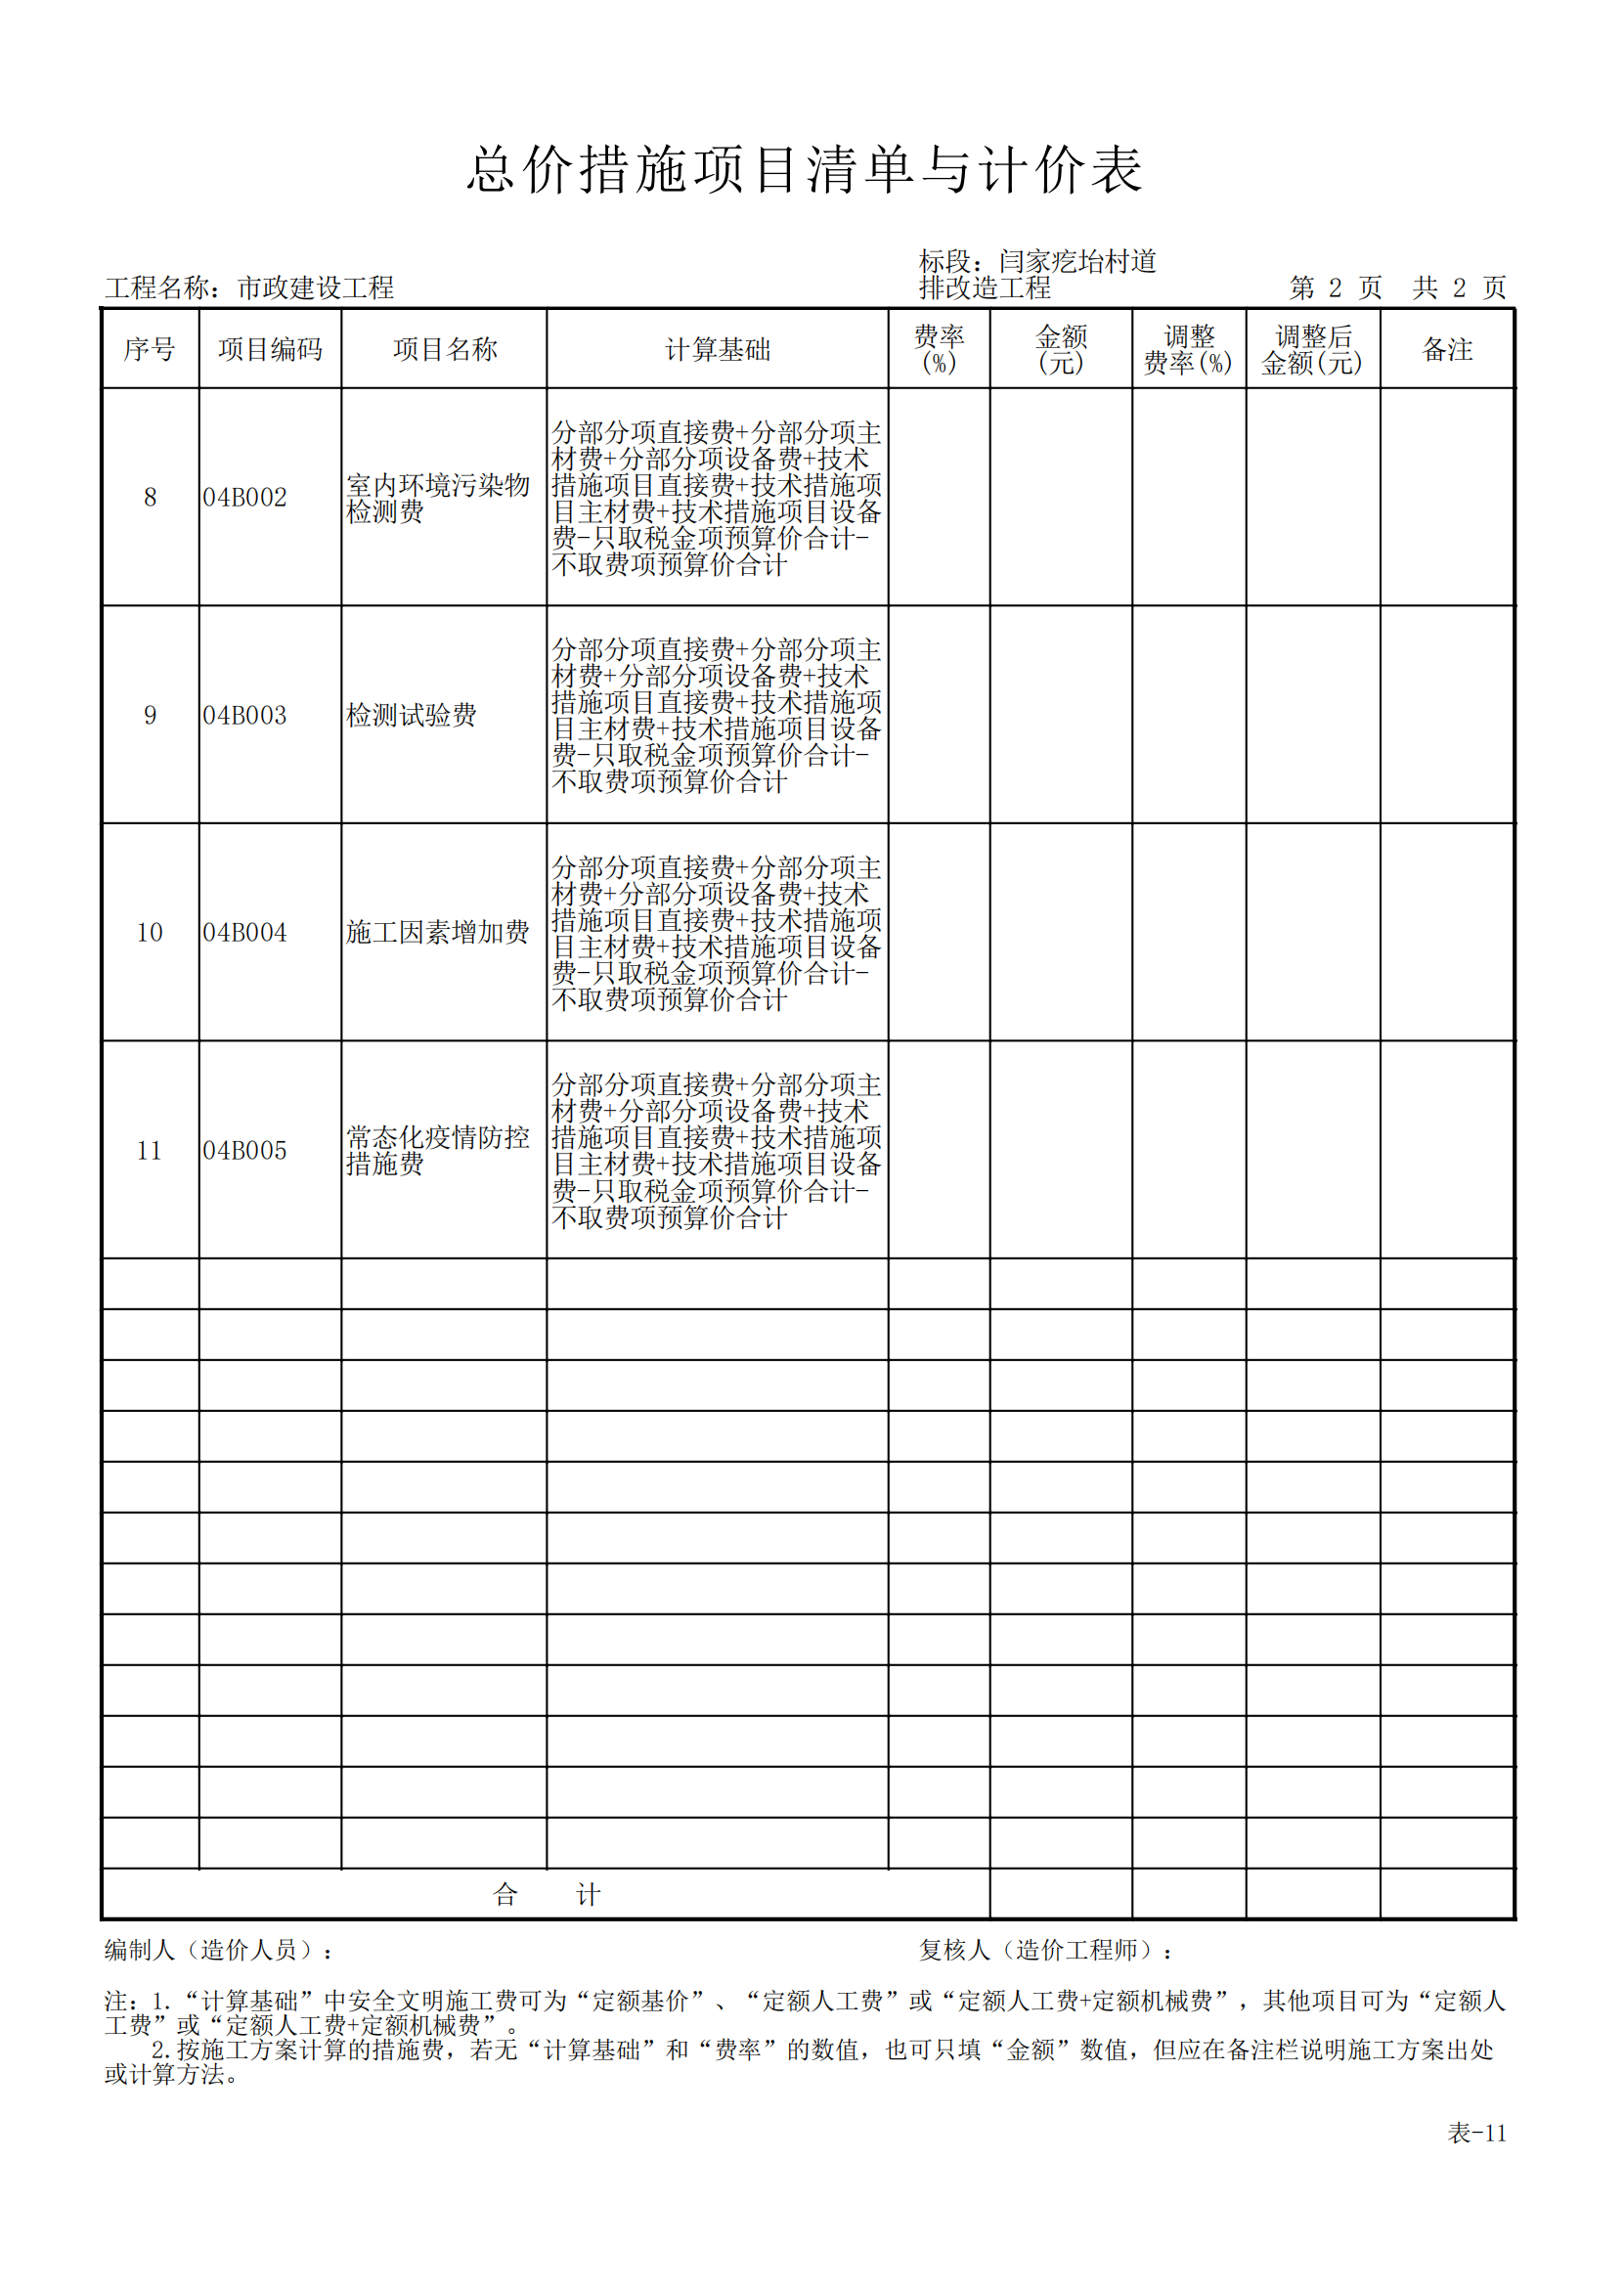 总价措施项目清单与计价表
标段：闫家疙坮村道
工程名称：市政建设工程
排改造工程
第 2 页 共 2 页
序号
项目编码
项目名称
计算基础
费率
(%)
金额
(元)
调整
费率(%)
调整后
金额(元)
备注
8
04B002
室内环境污染物
检测费
分部分项直接费+分部分项主
材费+分部分项设备费+技术
措施项目直接费+技术措施项
目主材费+技术措施项目设备
费-只取税金项预算价合计-
不取费项预算价合计
9
04B003
检测试验费
分部分项直接费+分部分项主
材费+分部分项设备费+技术
措施项目直接费+技术措施项
目主材费+技术措施项目设备
费-只取税金项预算价合计-
不取费项预算价合计
10
04B004
施工因素增加费
分部分项直接费+分部分项主
材费+分部分项设备费+技术
措施项目直接费+技术措施项
目主材费+技术措施项目设备
费-只取税金项预算价合计-
不取费项预算价合计
11
04B005
常态化疫情防控
措施费
分部分项直接费+分部分项主
材费+分部分项设备费+技术
措施项目直接费+技术措施项
目主材费+技术措施项目设备
费-只取税金项预算价合计-
不取费项预算价合计
合 计
编制人（造价人员）：
复核人（造价工程师）：
注：1.“计算基础”中安全文明施工费可为“定额基价”、“定额人工费”或“定额人工费+定额机械费”，其他项目可为“定额人
工费”或“定额人工费+定额机械费”。
2.按施工方案计算的措施费，若无“计算基础”和“费率”的数值，也可只填“金额”数值，但应在备注栏说明施工方案出处
或计算方法。
表-11